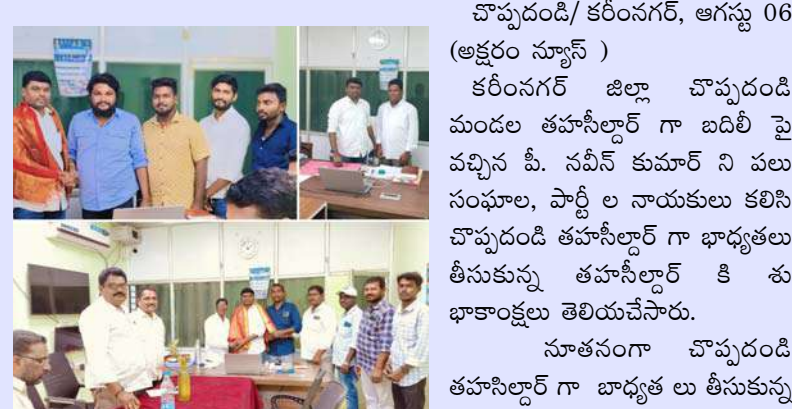 చొప్పదండి/ కరీంనగర్, ఆగస్టు 06
(అక్షరం న్యూస్ )
కరీంనగర్ జిల్లా చొప్పదండి
మండల తహసీల్దార్ గా బదిలీ పై
వచ్చిన పీ. నవీన్ కుమార్ ని పలు
సంఘాల, పార్టీ ల నాయకులు కలిసి
చొప్పదండి తహసీల్దార్ గా భాధ్యతలు
తీసుకున్న తహసీల్దార్ కి శు
భాకాంక్షలు తెలియచేసారు.
నూతనంగా చొప్పదండి
తహసిల్దార్ గా బాధ్యత లు తీసుకున్న